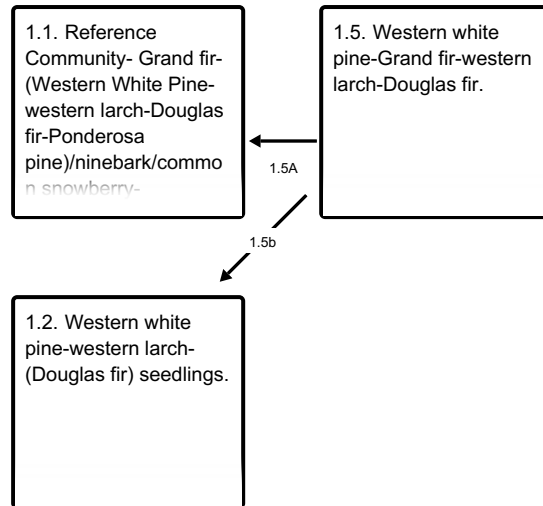 1.1. Reference
Community- Grand fir-
(Western White Pine-
western larch-Douglas
fir-Ponderosa
pine)/ninebark/commo
n snowberry-
1.5. Western white
pine-Grand fir-western
larch-Douglas fir.
1.5A
1.5b
1.2. Western white
pine-western larch-
(Douglas fir) seedlings.